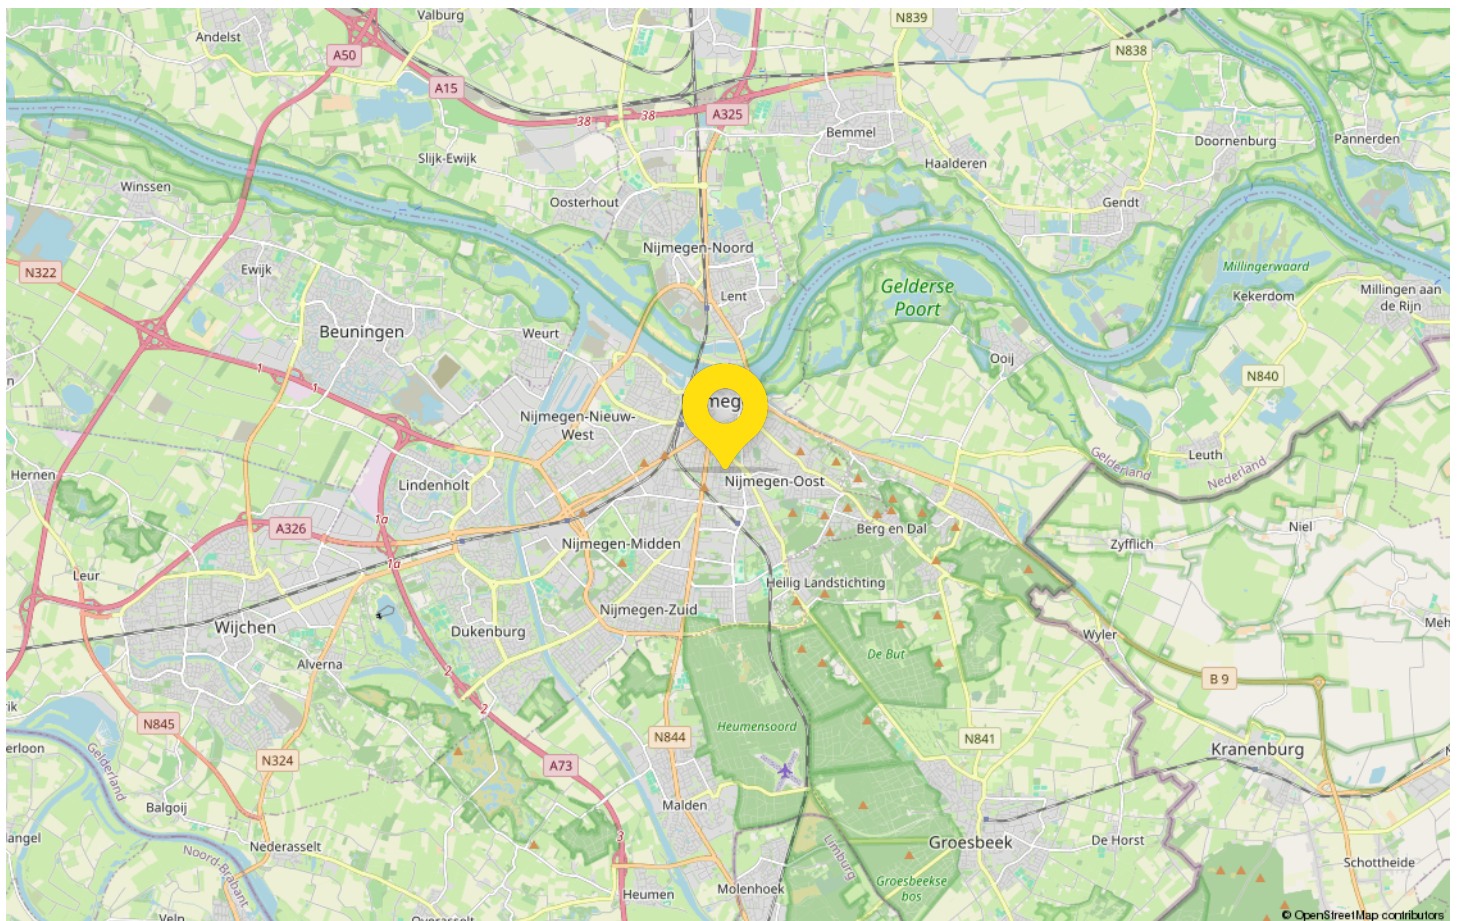 Valburg
N839
Andelst
A50
N838
A15
A325
38
38
Bemmel
Doornenburg
Pannerden
Slijk-Ewijk
Haalderen
Winssen
Oosterhout
Gendt
Nijmegen-Noord
N322
Ewijk
Millingerwaard
Gelderse
Poort
Lent
Kekerdom
Millingen aan
de Rijn
Beuningen
Weurt
Ooij
1
N840
1
meg
Nijmegen-Nieuw-
West
Gelderland
Leuth
Nederland
Hernen
Lindenholt
Nijmegen-Oost
1a
A326
Berg en Dal
Niel
Nijmegen-Midden
Zyfflich
1a
Leur
Heilig Landstichting
Nijmegen-Zuid
Wijchen
Dukenburg
Meh
Wyler
Alverna
De But
2
B 9
2
N845
Heumensoord
N844
N841
Kranenburg
erloon
Gelderland
N324
A73
Balgoij
Malden
3
angel
Nederasselt
Groesbeek
De Horst
Noord-Brabant
Limburg
Schottheide
Heumen
Molenhoek
Groesbeekse
bos
Velp
Overasselt
© OpenStreetMap contributors